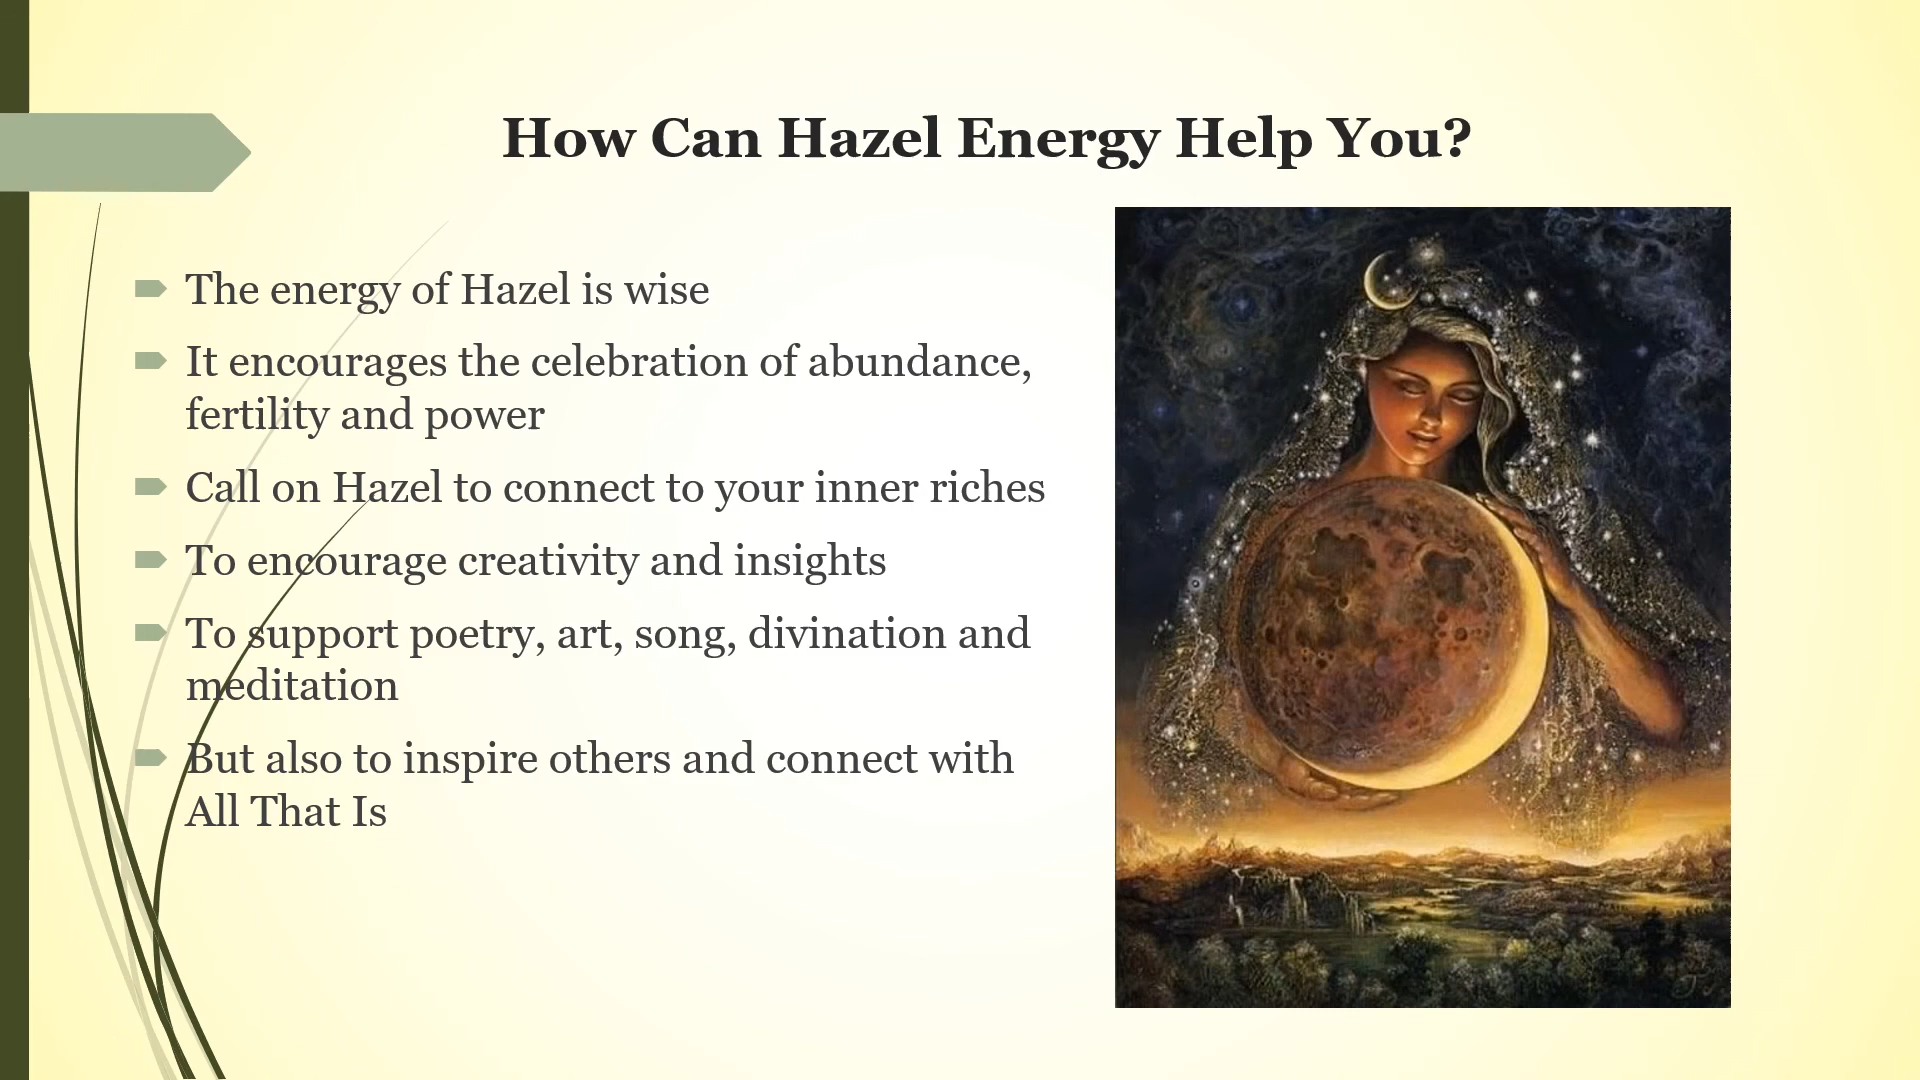 How Can Hazel Energy Help You?
The energy of Hazel is wise
It encourages the celebration of abundance,
fertility and power
Call on Hazel to connect to your inner riches
To encourage creativity and insights
To support poetry, art, song, divination and
meditation
But also to inspire others and connect with
All That Is